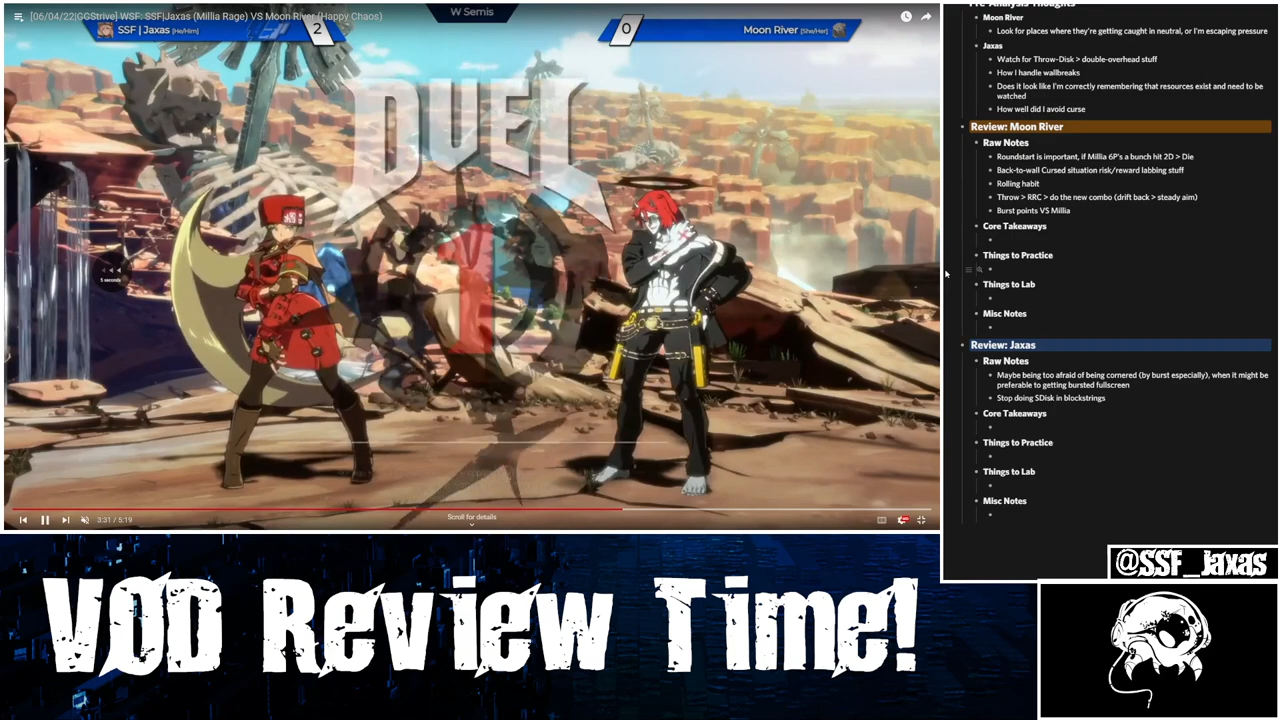 [06/04/22|GGStrive] WSF: SSF|Jaxas (Millia Rage) VS Moon River (Happy Chaos)
W Semis
SSF | Jaxas [He/Him]
2
0
Moon River [She/Her]
DUEL
1
5 seconds
3:31 / 5:19
Scroll for details
Pre-Analysis Thoughts
Moon River
Look for places where they're getting caught in neutral, or I'm escaping pressure
Jaxas
Watch for Throw-Disk > double-overhead stuff
How I handle wallbreaks
Does it look like I'm correctly remembering that resources exist and need to be
watched
How well did I avoid curse
Review: Moon River
Raw Notes
Roundstart is important, if Millia 6P's a bunch hit 2D > Die
Back-to-wall Cursed situation risk/reward labbing stuff
Rolling habit
Throw > RRC > do the new combo (drift back > steady aim)
Burst points VS Millia
Core Takeaways
Things to Practice
Things to Lab
Misc Notes
Review: Jaxas
Raw Notes
Maybe being too afraid of being cornered (by burst especially), when it might be
preferable to getting bursted fullscreen
Stop doing SDisk in blockstrings
Core Takeaways
Things to Practice
Things to Lab
Misc Notes
@SSF_Jaxas
VOD Review Time!